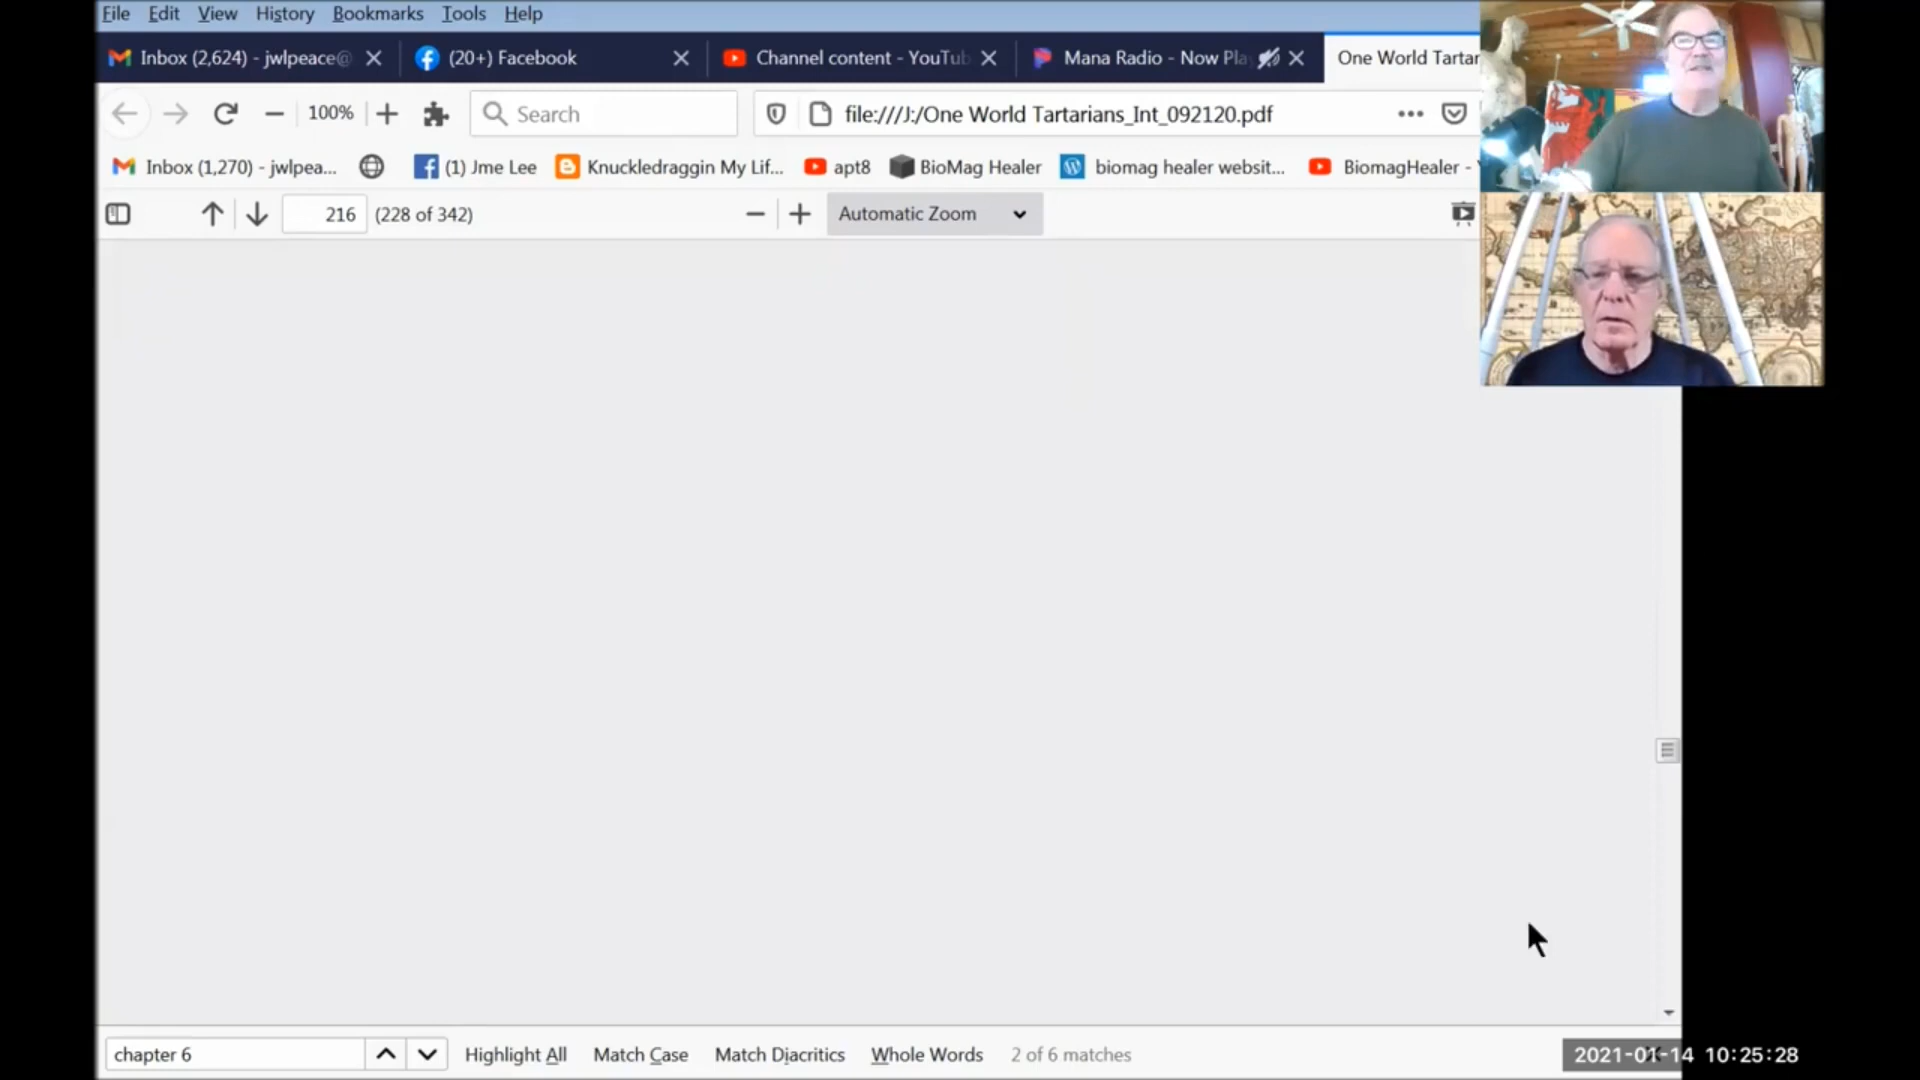 File Edit View History Bookmarks Tools Help
Inbox (2,624) - jwlpeace@ (20+) Facebook Channel content - YouTub Mana Radio - Now Pla One World Tartar
100% Search file:///J:/One World Tartarians_Int_092120.pdf
Inbox (1,270) - jwlpea... (1) Jme Lee Knuckledraggin My Lif... apt8 BioMag Healer biomag healer websit... BiomagHealer -
216 (228 of 342) Automatic Zoom
chapter 6 Highlight All Match Case Match Diacritics Whole Words 2 of 6 matches 2021-01-14 10:25:28